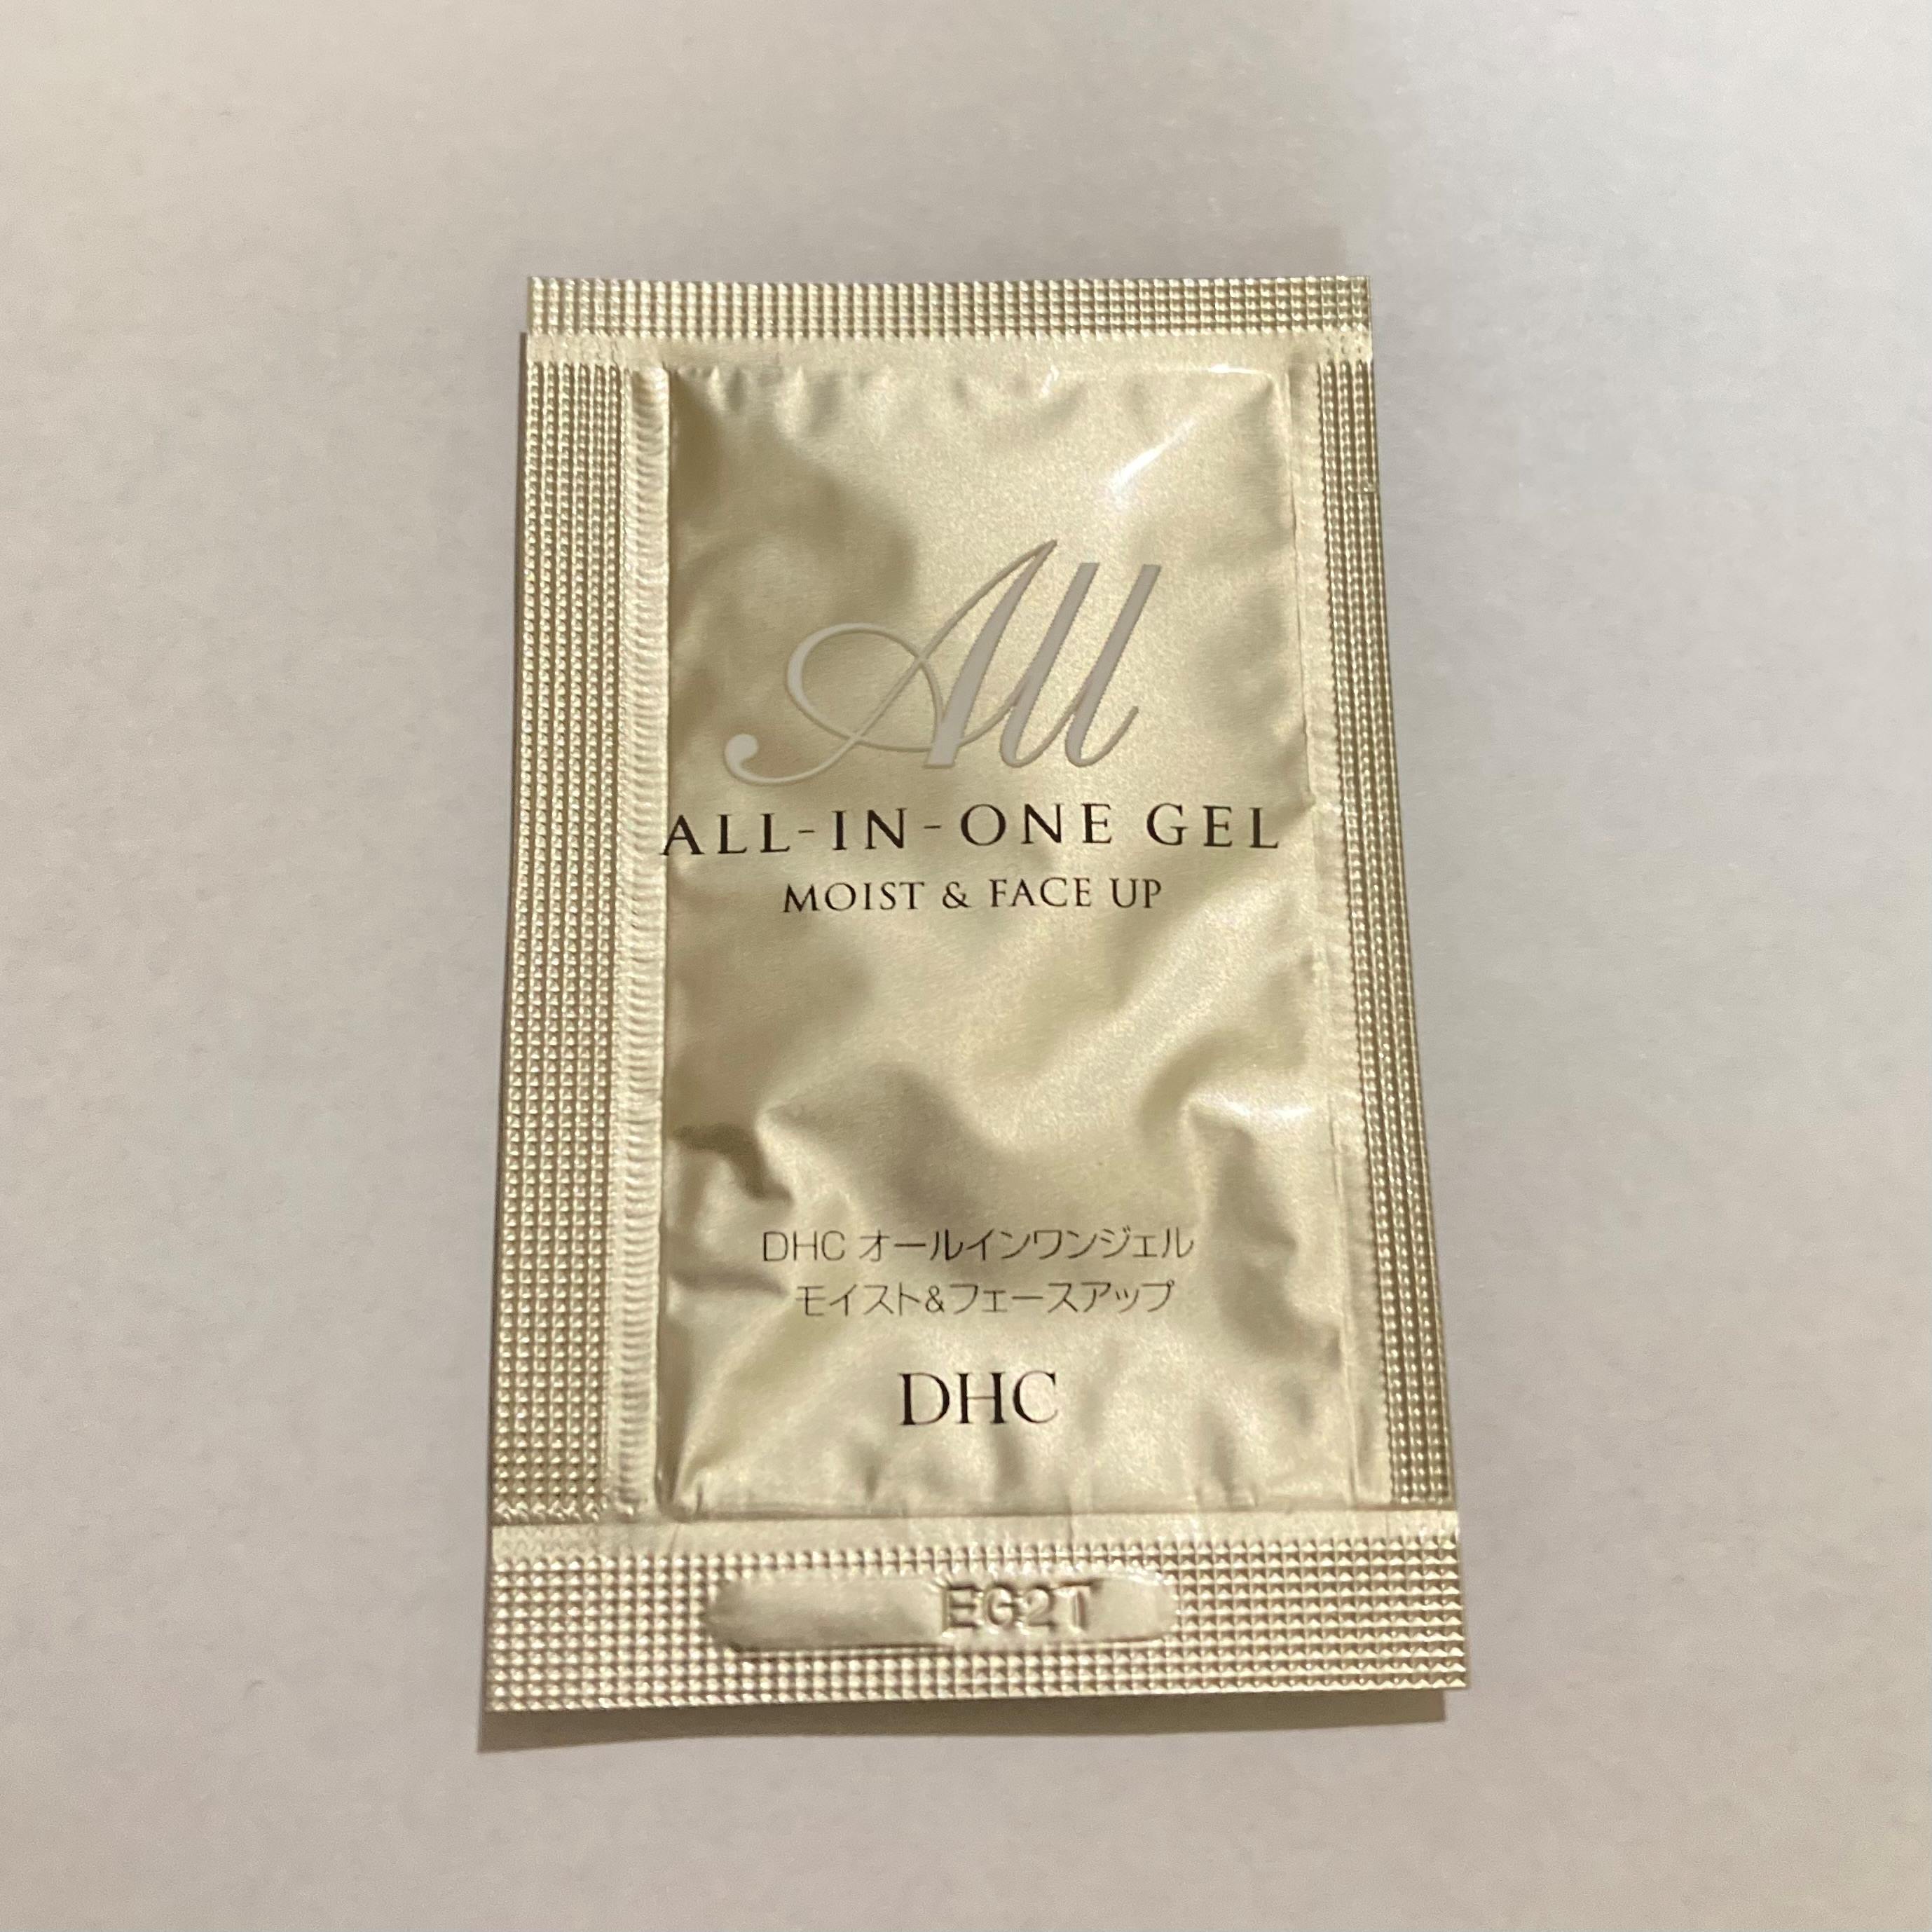 All
ALL-IN-ONE GEL
MOIST & FACE UP
DHC オールインワンジェル
モイスト&フェースアップ
DHC
EG2T